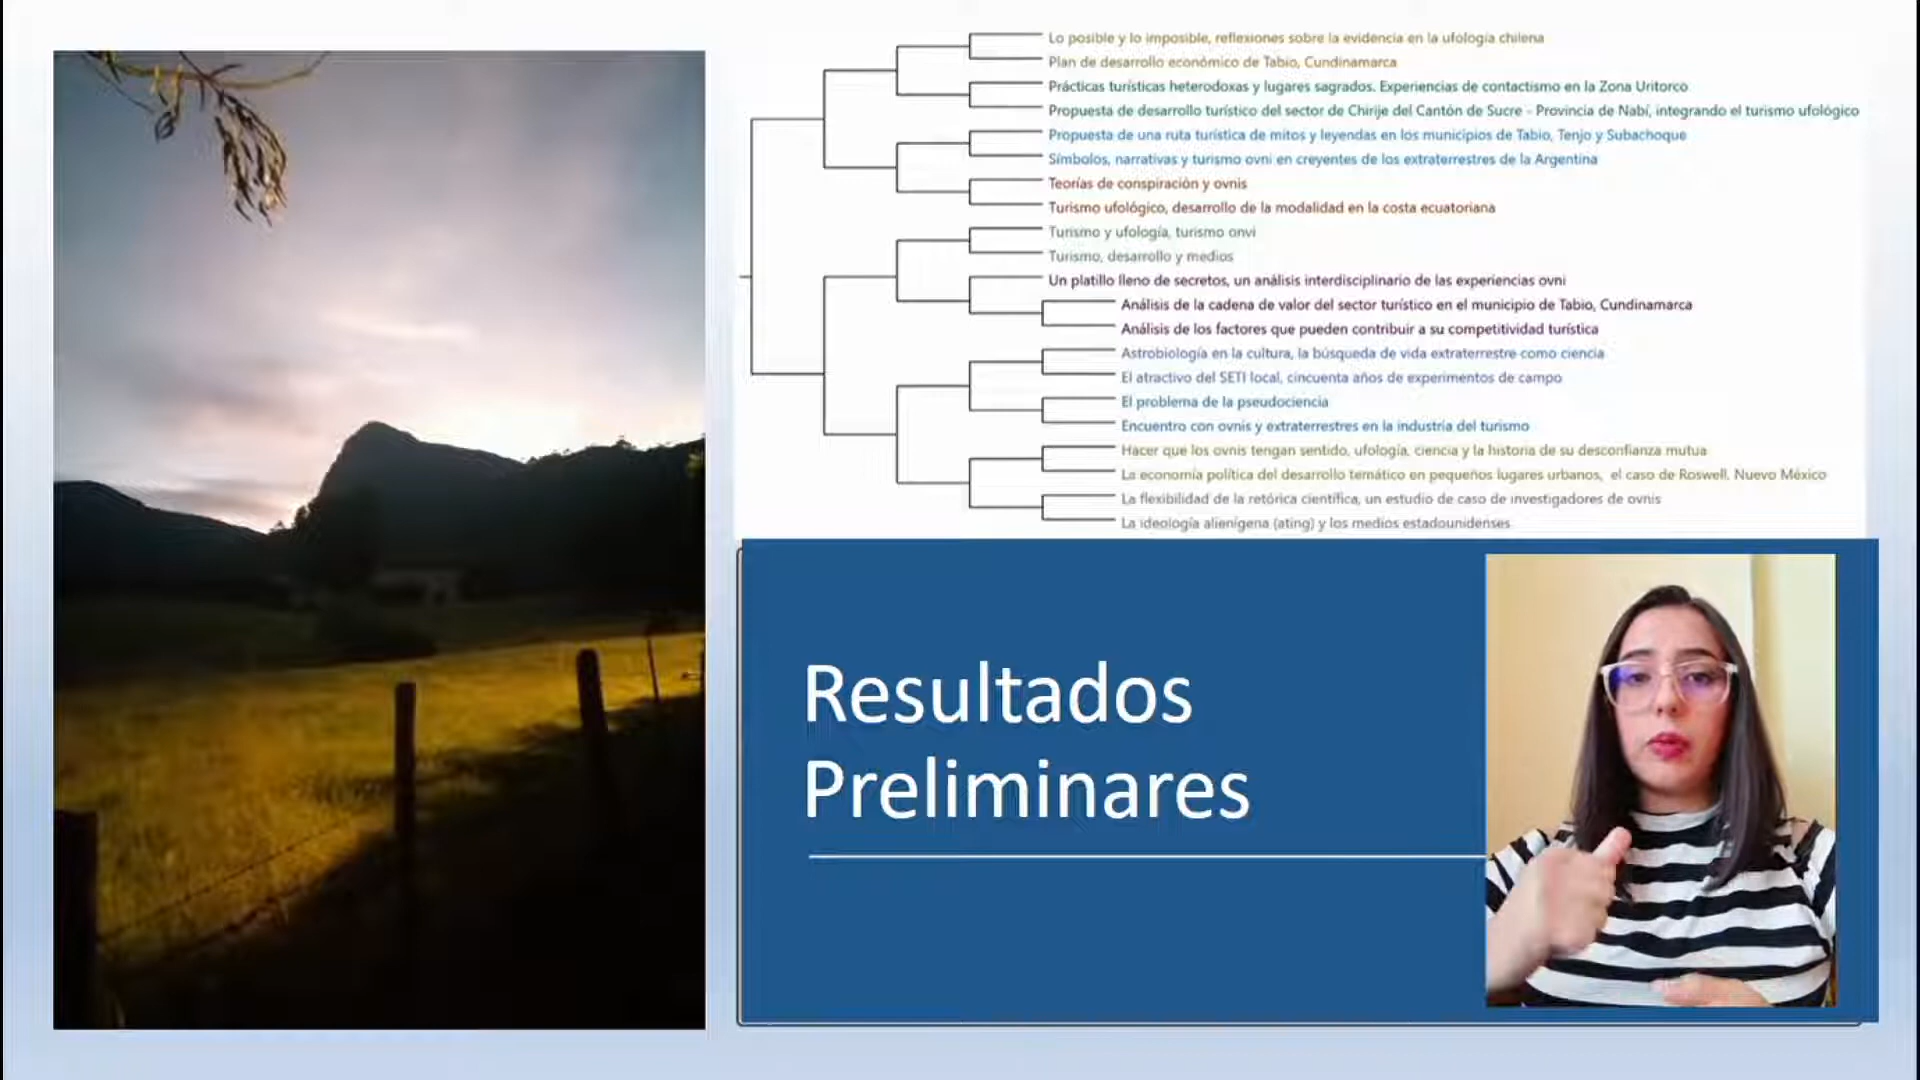 Lo posible y lo imposible, reflexiones sobre la evidencia en la ufología chilena
Plan de desarrollo económico de Tabio, Cundinamarca
Prácticas turísticas heterodoxas y lugares sagrados. Experiencias de contactismo en la Zona Uritorco
Propuesta de desarrollo turístico del sector de Chirije del Cantón de Sucre - Provincia de Nabí, integrando el turismo ufológico
Propuesta de una ruta turística de mitos y leyendas en los municipios de Tabio, Tenjo y Subachoque
Símbolos, narrativas y turismo ovni en creyentes de los extraterrestres de la Argentina
Teorías de conspiración y ovnis
Turismo ufológico, desarrollo de la modalidad en la costa ecuatoriana
Turismo y ufología, turismo onvi
Turismo, desarrollo y medios
Un platillo lleno de secretos, un análisis interdisciplinario de las experiencias ovni
Análisis de la cadena de valor del sector turístico en el municipio de Tabio, Cundinamarca
Análisis de los factores que pueden contribuir a su competitividad turística
Astrobiología en la cultura, la búsqueda de vida extraterrestre como ciencia
El atractivo del SETI local, cincuenta años de experimentos de campo
El problema de la pseudociencia
Encuentro con ovnis y extraterrestres en la industria del turismo
Hacer que los ovnis tengan sentido, ufología, ciencia y la historia de su desconfianza mutua
La economía política del desarrollo temático en pequeños lugares urbanos, el caso de Roswell, Nuevo México
La flexibilidad de la retórica científica, un estudio de caso de investigadores de ovnis
La ideología alienígena (ating) y los medios estadounidenses
Resultados
Preliminares